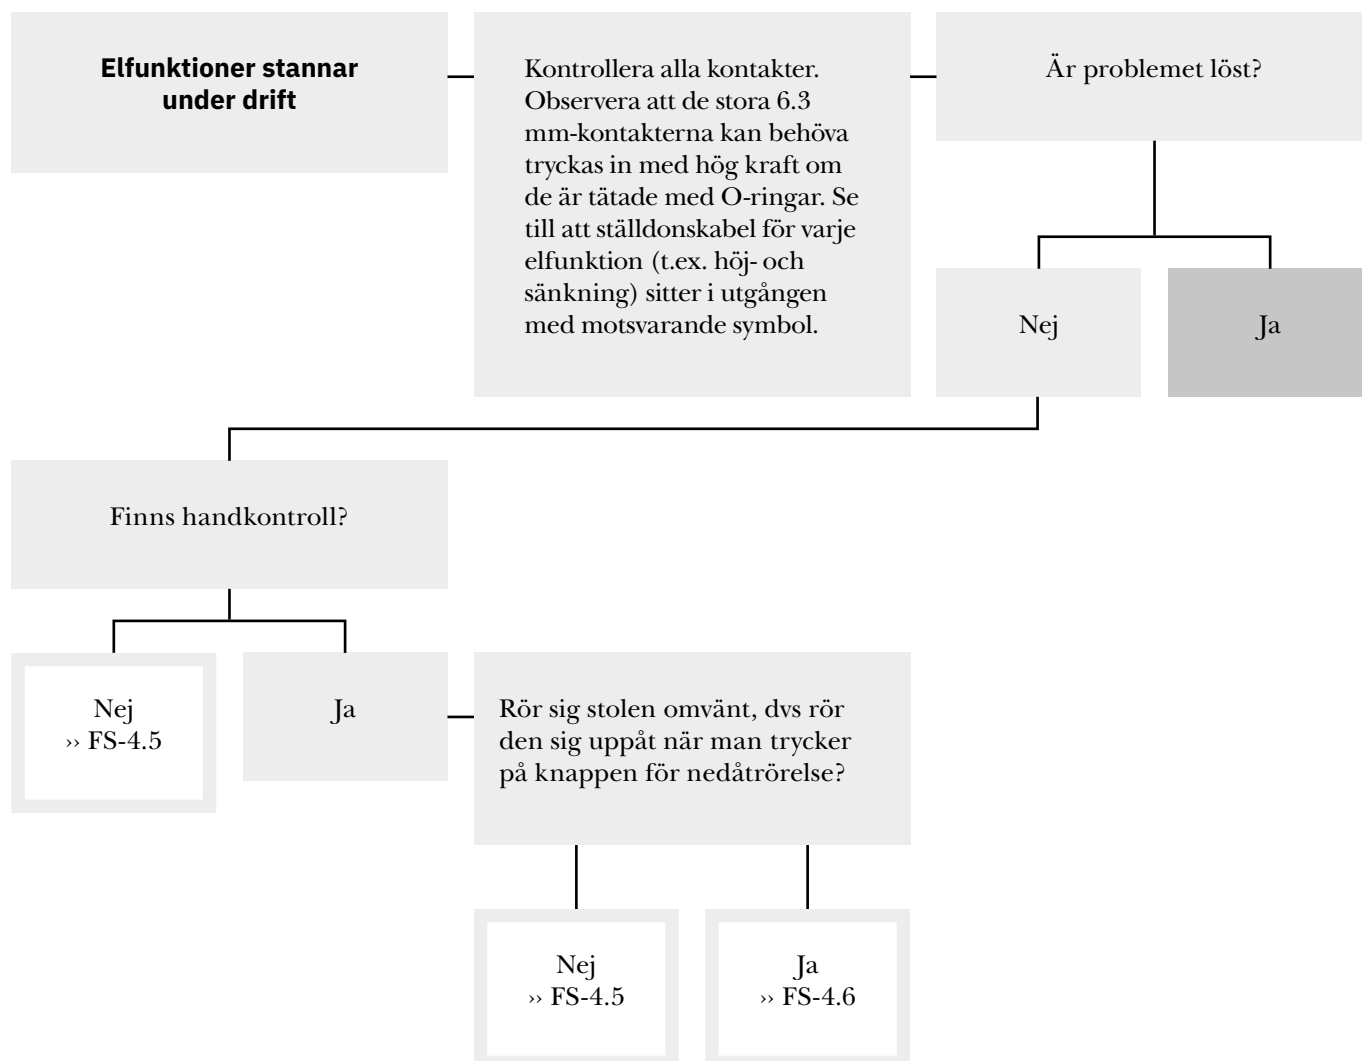 Elfunktioner stannar
under drift
Kontrollera alla kontakter.
Observera att de stora 6.3
mm-kontakterna kan behöva
tryckas in med hög kraft om
de är tätade med O-ringar. Se
till att ställdonskabel för varje
elfunktion (t.ex. höj- och
sänkning) sitter i utgången
med motsvarande symbol.
Är problemet löst?
Nej
Ja
Finns handkontroll?
Nej
›› FS-4.5
Ja
Rör sig stolen omvänt, dvs rör
den sig uppåt när man trycker
på knappen för nedåtrörelse?
Nej
›› FS-4.5
Ja
›› FS-4.6